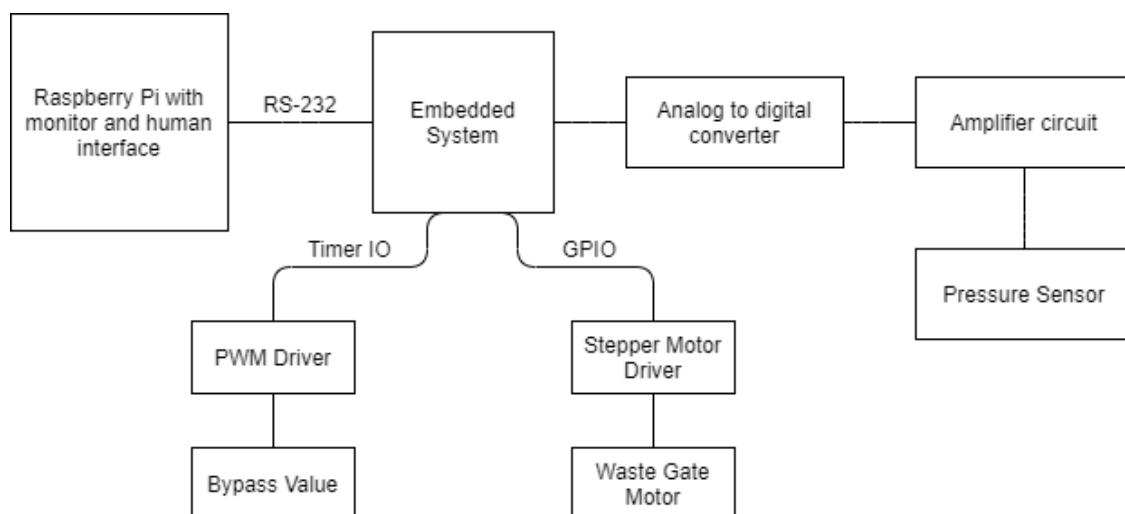 Raspberry Pi with
monitor and human
interface
RS-232
Embedded
System
Analog to digital
converter
Amplifier circuit
Pressure Sensor
Timer IO
GPIO
PWM Driver
Stepper Motor
Driver
Bypass Value
Waste Gate
Motor